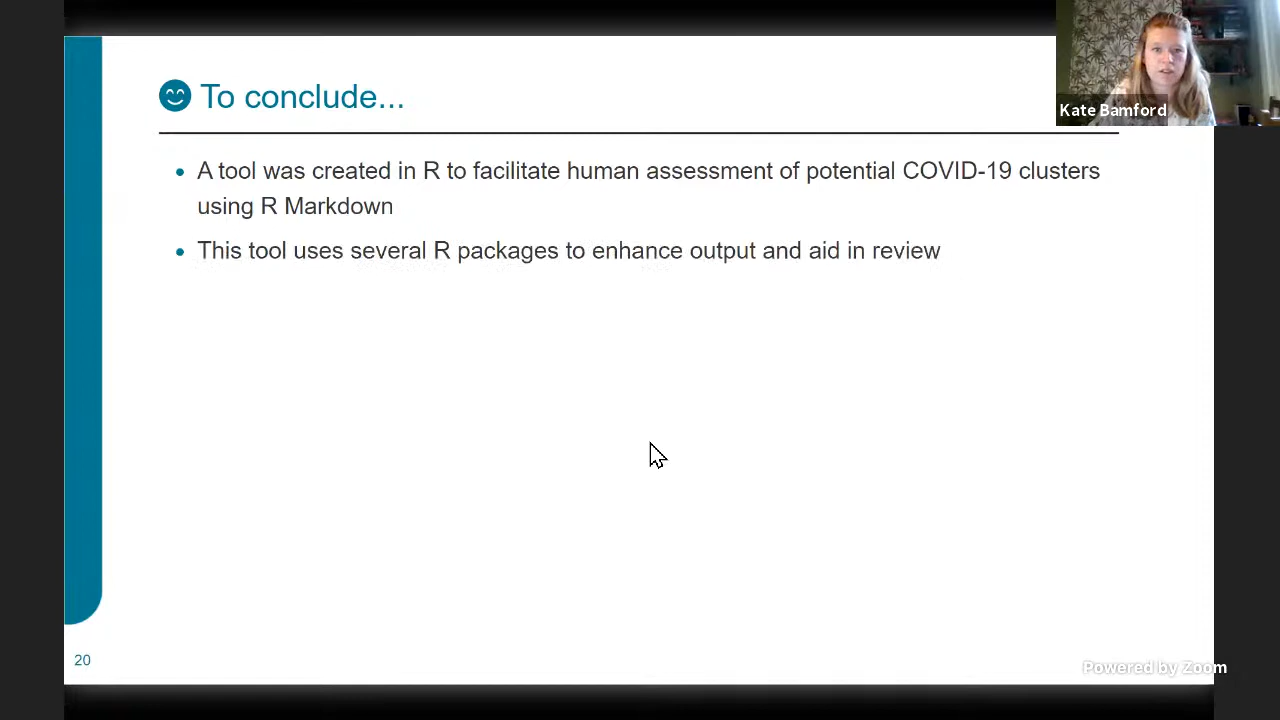 To conclude...
Kate Bamford
A tool was created in R to facilitate human assessment of potential COVID-19 clusters
using R Markdown
This tool uses several R packages to enhance output and aid in review
20
Powered by Zoom